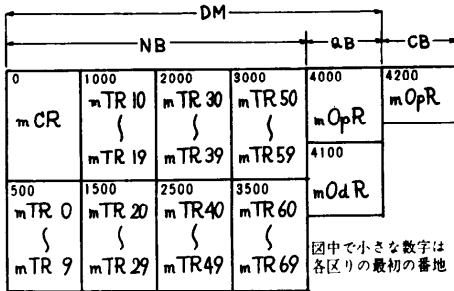 DM
NB QB CB
0 1000 2000 3000 4000 4200
mCR mTR 10 mTR 30 mTR 50 mOpR mOpR
〜 〜 〜
mTR 19 mTR 39 mTR 59
4100
mOdR
500 1500 2500 3500
mTR 0 mTR 20 mTR 40 mTR 60
〜 〜 〜 〜
mTR 9 mTR 29 mTR 49 mTR 69
図中で小さな数字は
各区りの最初の番地